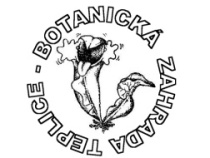 BOTANICKÁ ZAHRADA TEPLICE -